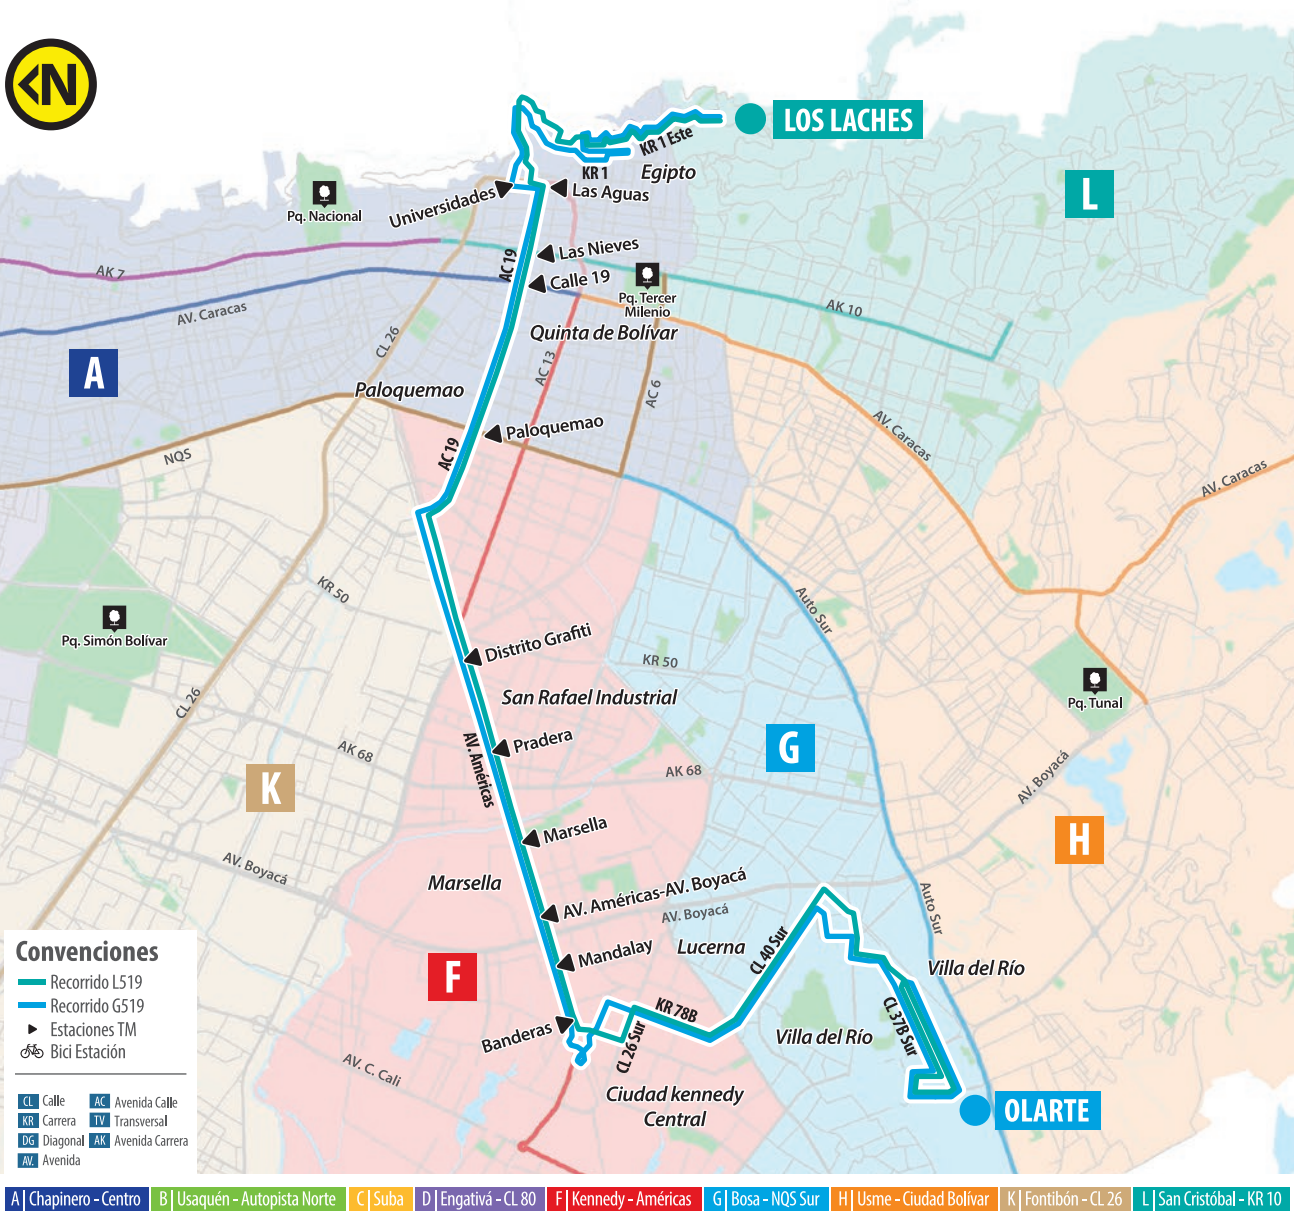 N
LOS LACHES
KR 1 Este
KR 1
Egipto
L
Pq. Nacional
Universidades
Las Aguas
AK 7
AC 19
Las Nieves
Calle 19
Pq. Tercer
Milenio
AK 10
AV. Caracas
CL 26
Quinta de Bolívar
A
Paloquemao
AC 13
AC 6
AV. Caracas
Paloquemao
NQS
AC 19
AV. Caracas
KR 50
Auto Sur
Pq. Simón Bolívar
Distrito Grafiti
KR 50
CL 26
San Rafael Industrial
Pq. Tunal
AK 68
Pradera
G
AV. Américas
AK 68
AV. Boyacá
K
Marsella
H
AV. Boyacá
Marsella
AV. Américas-AV. Boyacá
AV. Boyacá
Auto Sur
Lucerna
CL 40 Sur
Mandalay
F
Villa del Río
KR 78B
Banderas
CL 26 Sur
Villa del Río
CL 37B Sur
AV. C. Cali
Ciudad kennedy
Central
OLARTE
Convenciones
Recorrido L519
Recorrido G519
Estaciones TM
Bici Estación
CL Calle
AC Avenida Calle
KR Carrera
TV Transversal
DG Diagonal
AK Avenida Carrera
AV. Avenida
A | Chapinero - Centro B | Usaquén - Autopista Norte C | Suba D | Engativá - CL 80 F | Kennedy - Américas G | Bosa - NQS Sur H | Usme - Ciudad Bolívar K | Fontibón - CL 26 L | San Cristóbal - KR 10